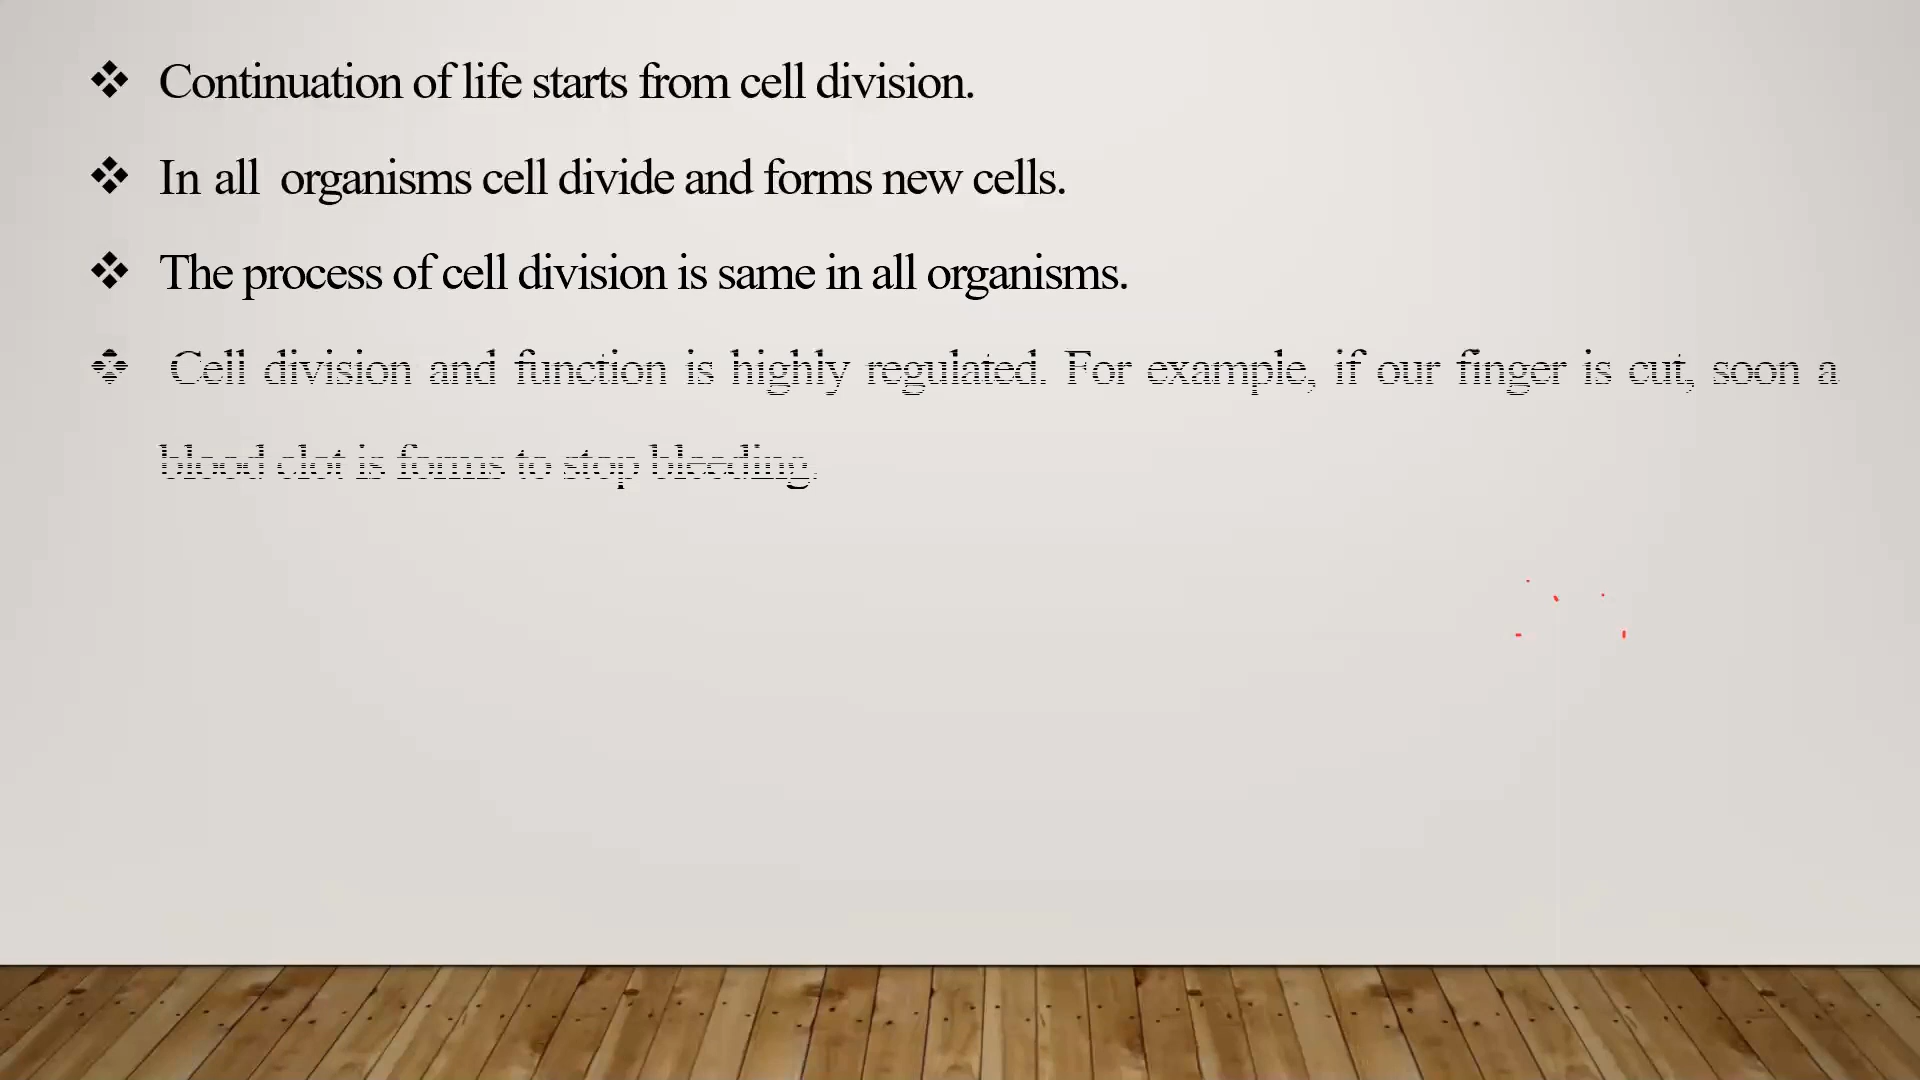 ❖ Continuation of life starts from cell division.
❖ In all organisms cell divide and forms new cells.
❖ The process of cell division is same in all organisms.
❖ Cell division and function is highly regulated. For example, if our finger is cut, soon a
blood clot is forms to stop bleeding.